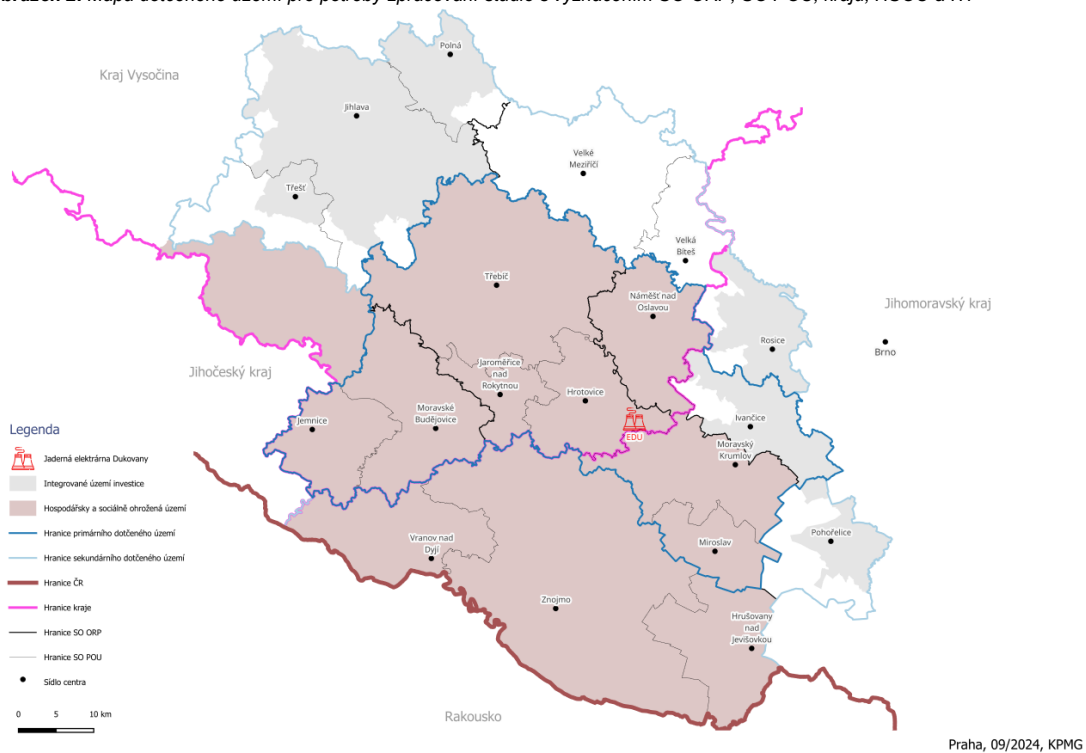 Kraj Vysočina
Polná
Jihlava
Velké
Meziříčí
Třešť
Velká
Bíteš
Třebíč
Náměšť nad
Oslavou
Jihomoravský kraj
Rosice
Brno
Jihočeský kraj
Jaroměřice
nad
Rokytnou
Hrotovice
Jemnice
Moravské
Budějovice
EDU
Ivančice
Moravský
Krumlov
Legenda
Jaderná elektrárna Dukovany
Integrované území investice
Hospodářsky a sociálně ohrožená území
Hranice primárního dotčeného území
Hranice sekundárního dotčeného území
Hranice ČR
Hranice kraje
Hranice SO ORP
Hranice SO POU
Sídlo centra
0 5 10 km
Vranov nad
Dyjí
Miroslav
Pohořelice
Znojmo
Hrušovany
nad
Jevišovkou
Rakousko
Praha, 09/2024, KPMG